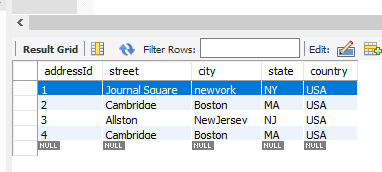 Result Grid Filter Rows: Edit:
addressId street city state country
1 Journal Square newyork NY USA
2 Cambridge Boston MA USA
3 Allston NewJersey NJ USA
4 Cambridge Boston MA USA
NULL NULL NULL NULL NULL